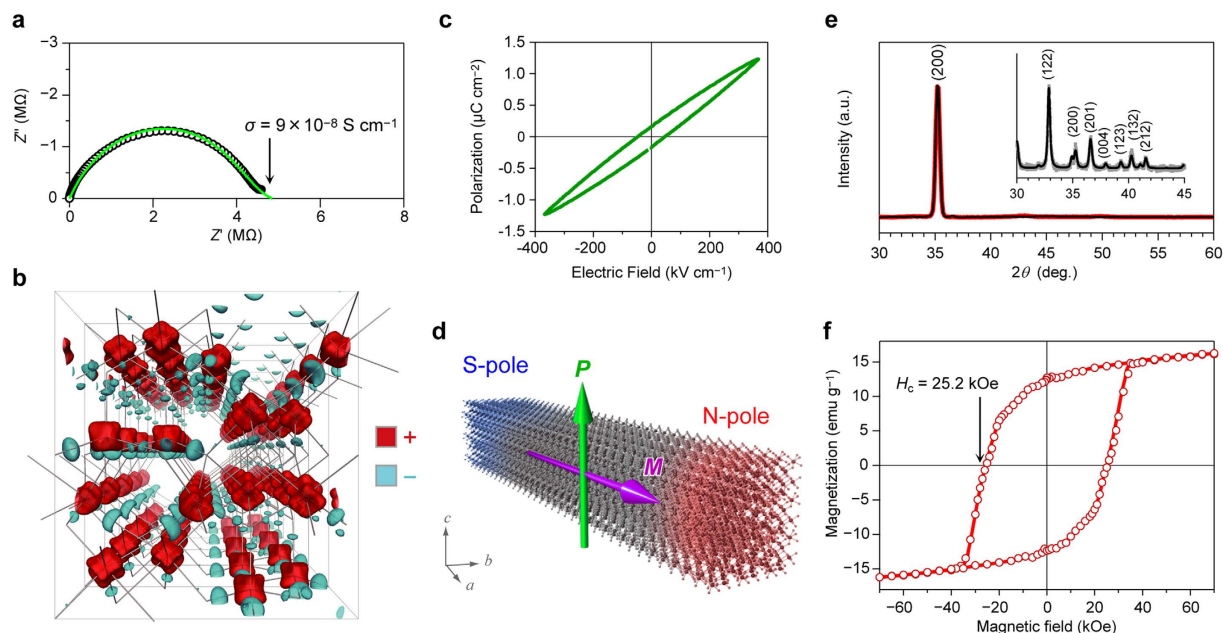 a
−3
−2
−1
0
Z'' (MΩ)
σ = 9 × 10⁻⁸ S cm⁻¹
0
2
4
6
8
Z' (MΩ)
b
+
−
c
1.5
1.0
0.5
0
-0.5
-1.0
-1.5
Polarization (μC cm⁻²)
-400
-200
0
200
400
Electric Field (kV cm⁻¹)
d
S-pole
P
N-pole
M
c
b
a
e
Intensity (a.u.)
(200)
(122)
(200)
(201)
(004)
(123)
(132)
(212)
30
35
40
45
30
35
40
45
50
55
60
2θ (deg.)
f
Magnetization (emu g⁻¹)
15
10
5
0
−5
−10
−15
Hc = 25.2 kOe
−60
−40
−20
0
20
40
60
Magnetic field (kOe)